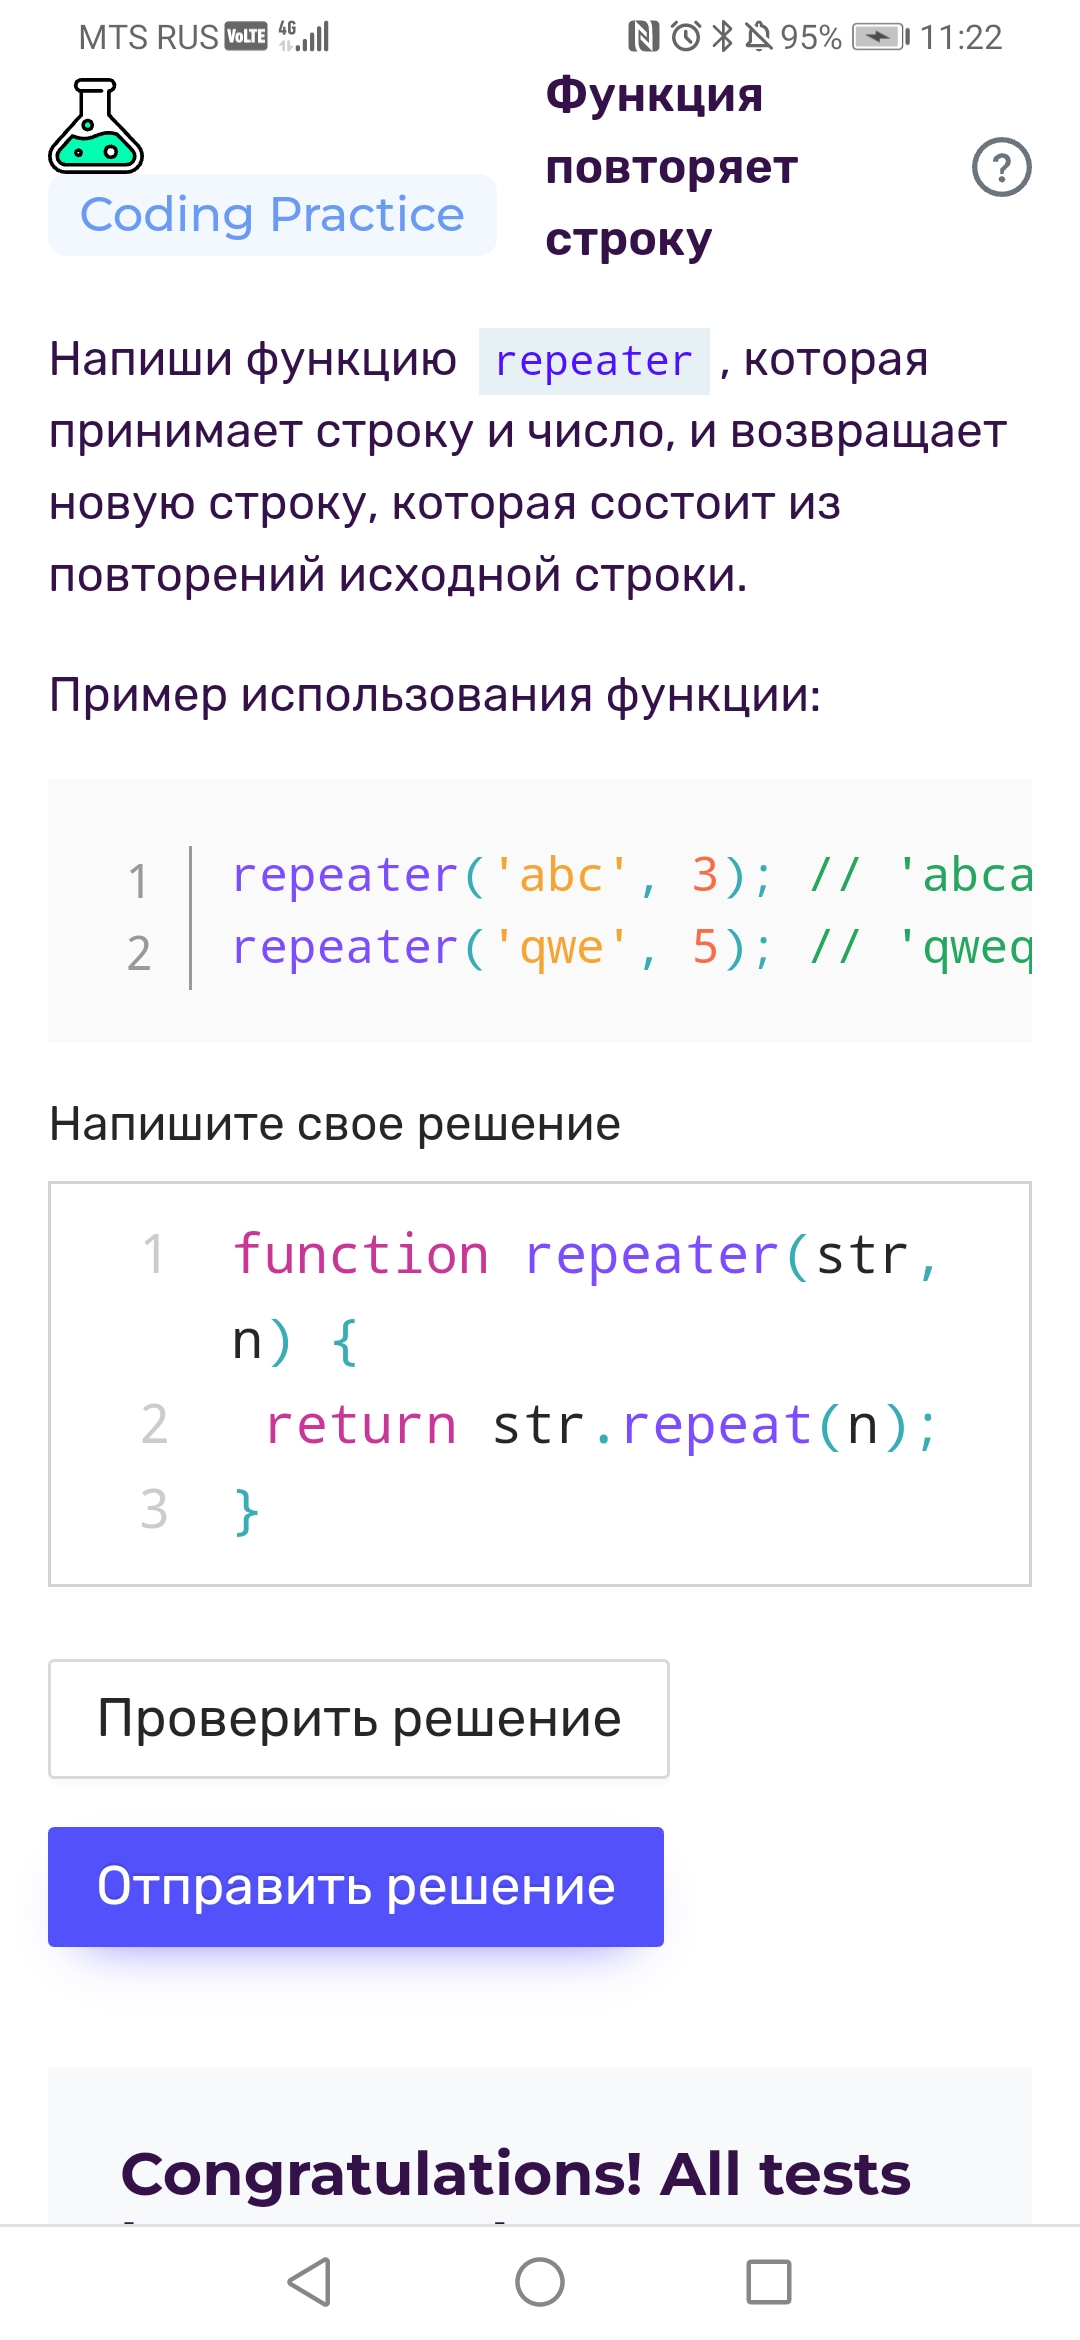 MTS RUS VoLTE 4G 95% 11:22
Функция
повторяет
строку
?
Coding Practice
Напиши функцию repeater , которая
принимает строку и число, и возвращает
новую строку, которая состоит из
повторений исходной строки.
Пример использования функции:
1 repeater('abc', 3); // 'abca
2 repeater('qwe', 5); // 'qweq
Напишите свое решение
1 function repeater(str,
n) {
2 return str.repeat(n);
3 }
Проверить решение
Отправить решение
Congratulations! All tests